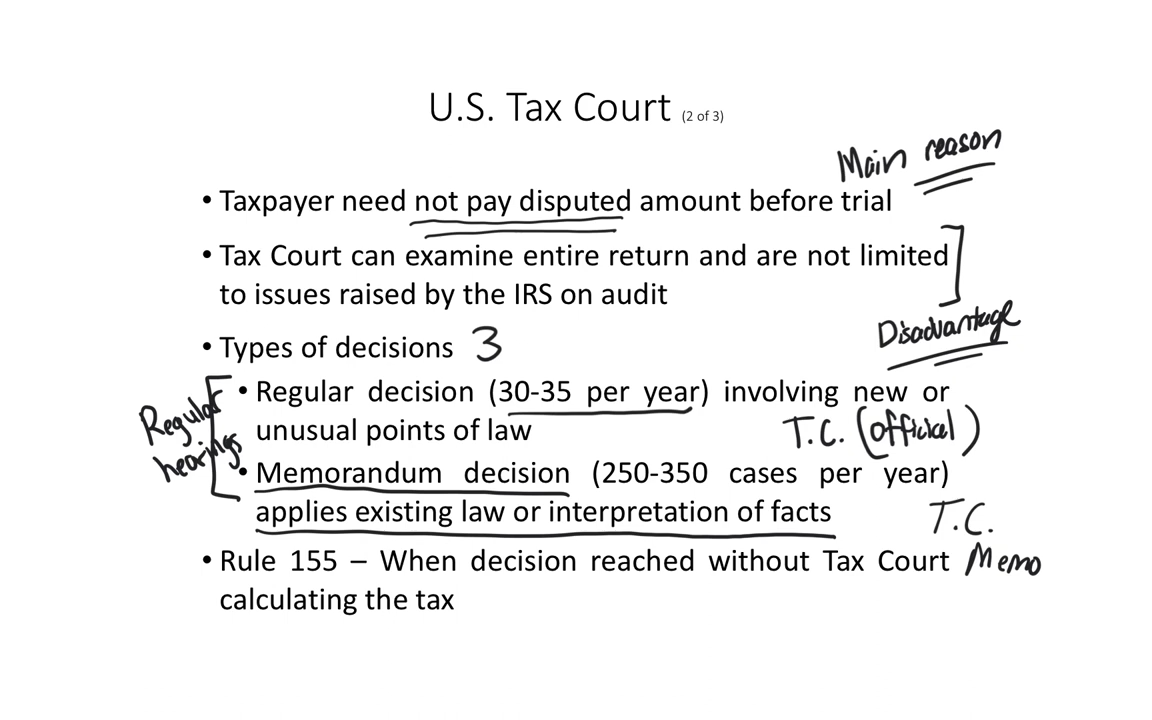 U.S. Tax Court (2 of 3)
Main reason
• Taxpayer need not pay disputed amount before trial
• Tax Court can examine entire return and are not limited
to issues raised by the IRS on audit
Disadvantage
• Types of decisions 3
Regular
hearings
• Regular decision (30-35 per year) involving new or
unusual points of law T.C. (official)
• Memorandum decision (250-350 cases per year)
applies existing law or interpretation of facts T.C.
Memo
• Rule 155 – When decision reached without Tax Court
calculating the tax